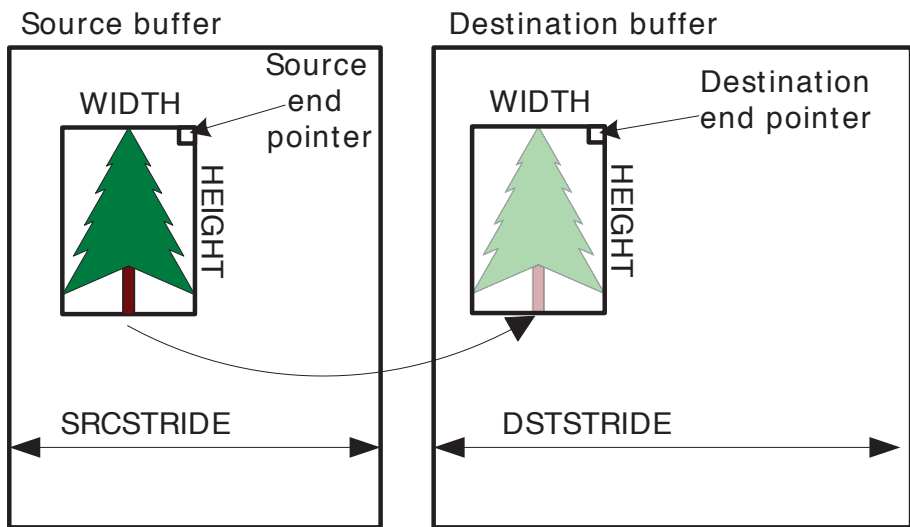 Source buffer
Source
end
pointer
WIDTH
HEIGHT
SRCSTRIDE
Destination buffer
Destination
end pointer
WIDTH
HEIGHT
DSTSTRIDE